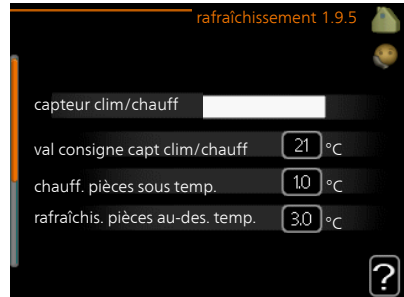 rafraîchissement 1.9.5
capteur clim/chauff
val consigne capt clim/chauff 21 °C
chauff. pièces sous temp. 1.0 °C
rafraîchis. pièces au-des. temp. 3.0 °C
?